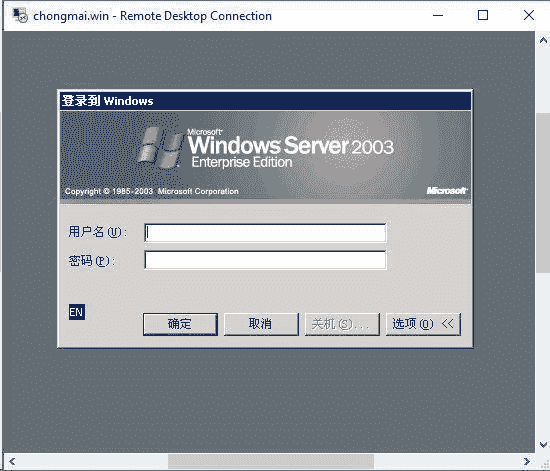 chongmai.win - Remote Desktop Connection
登录到 Windows
Microsoft
Windows Server 2003
Enterprise Edition
Copyright © 1985-2003 Microsoft Corporation
Microsoft
用户名(U):
密码(P):
EN
确定 取消 关机(S)... 选项(O) <<